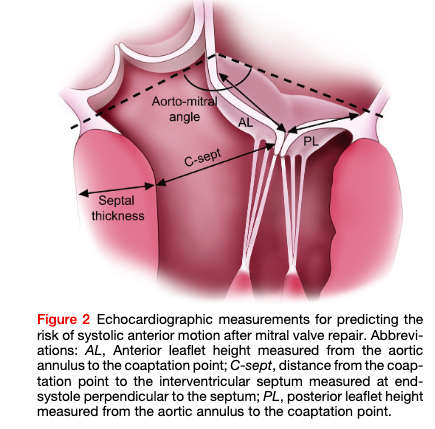 Aorto-mitral
angle
AL
PL
C-sept
Septal
thickness
Figure 2 Echocardiographic measurements for predicting the
risk of systolic anterior motion after mitral valve repair. Abbrevi-
ations: AL, Anterior leaflet height measured from the aortic
annulus to the coaptation point; C-sept, distance from the coap-
tation point to the interventricular septum measured at end-
systole perpendicular to the septum; PL, posterior leaflet height
measured from the aortic annulus to the coaptation point.